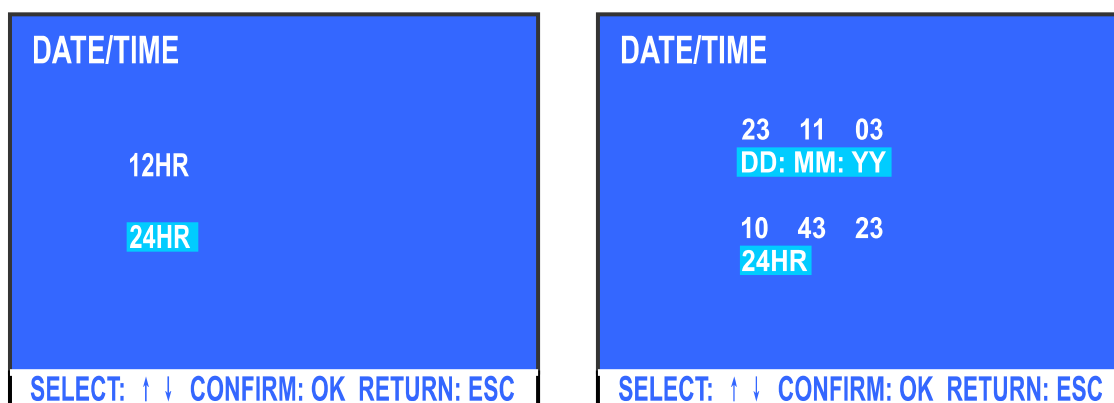 DATE/TIME
12HR
24HR
SELECT: ↑ ↓ CONFIRM: OK RETURN: ESC
DATE/TIME
23 11 03
DD: MM: YY
10 43 23
24HR
SELECT: ↑ ↓ CONFIRM: OK RETURN: ESC